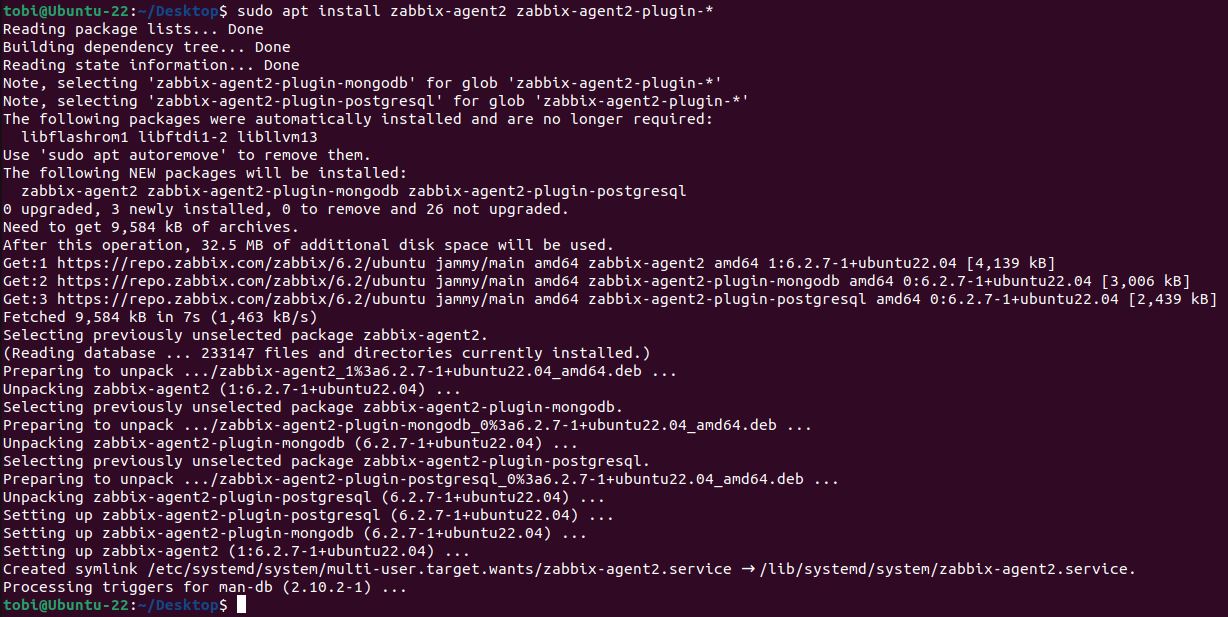 tobi@Ubuntu-22:~/Desktop$ sudo apt install zabbix-agent2 zabbix-agent2-plugin-*
Reading package lists... Done
Building dependency tree... Done
Reading state information... Done
Note, selecting 'zabbix-agent2-plugin-mongodb' for glob 'zabbix-agent2-plugin-*'
Note, selecting 'zabbix-agent2-plugin-postgresql' for glob 'zabbix-agent2-plugin-*'
The following packages were automatically installed and are no longer required:
  libflashrom1 libftdi1-2 libllvm13
Use 'sudo apt autoremove' to remove them.
The following NEW packages will be installed:
  zabbix-agent2 zabbix-agent2-plugin-mongodb zabbix-agent2-plugin-postgresql
0 upgraded, 3 newly installed, 0 to remove and 26 not upgraded.
Need to get 9,584 kB of archives.
After this operation, 32.5 MB of additional disk space will be used.
Get:1 https://repo.zabbix.com/zabbix/6.2/ubuntu jammy/main amd64 zabbix-agent2 amd64 1:6.2.7-1+ubuntu22.04 [4,139 kB]
Get:2 https://repo.zabbix.com/zabbix/6.2/ubuntu jammy/main amd64 zabbix-agent2-plugin-mongodb amd64 0:6.2.7-1+ubuntu22.04 [3,006 kB]
Get:3 https://repo.zabbix.com/zabbix/6.2/ubuntu jammy/main amd64 zabbix-agent2-plugin-postgresql amd64 0:6.2.7-1+ubuntu22.04 [2,439 kB]
Fetched 9,584 kB in 7s (1,463 kB/s)
Selecting previously unselected package zabbix-agent2.
(Reading database ... 233147 files and directories currently installed.)
Preparing to unpack .../zabbix-agent2_1%3a6.2.7-1+ubuntu22.04_amd64.deb ...
Unpacking zabbix-agent2 (1:6.2.7-1+ubuntu22.04) ...
Selecting previously unselected package zabbix-agent2-plugin-mongodb.
Preparing to unpack .../zabbix-agent2-plugin-mongodb_0%3a6.2.7-1+ubuntu22.04_amd64.deb ...
Unpacking zabbix-agent2-plugin-mongodb (6.2.7-1+ubuntu22.04) ...
Selecting previously unselected package zabbix-agent2-plugin-postgresql.
Preparing to unpack .../zabbix-agent2-plugin-postgresql_0%3a6.2.7-1+ubuntu22.04_amd64.deb ...
Unpacking zabbix-agent2-plugin-postgresql (6.2.7-1+ubuntu22.04) ...
Setting up zabbix-agent2-plugin-postgresql (6.2.7-1+ubuntu22.04) ...
Setting up zabbix-agent2-plugin-mongodb (6.2.7-1+ubuntu22.04) ...
Setting up zabbix-agent2 (1:6.2.7-1+ubuntu22.04) ...
Created symlink /etc/systemd/system/multi-user.target.wants/zabbix-agent2.service → /lib/systemd/system/zabbix-agent2.service.
Processing triggers for man-db (2.10.2-1) ...
tobi@Ubuntu-22:~/Desktop$